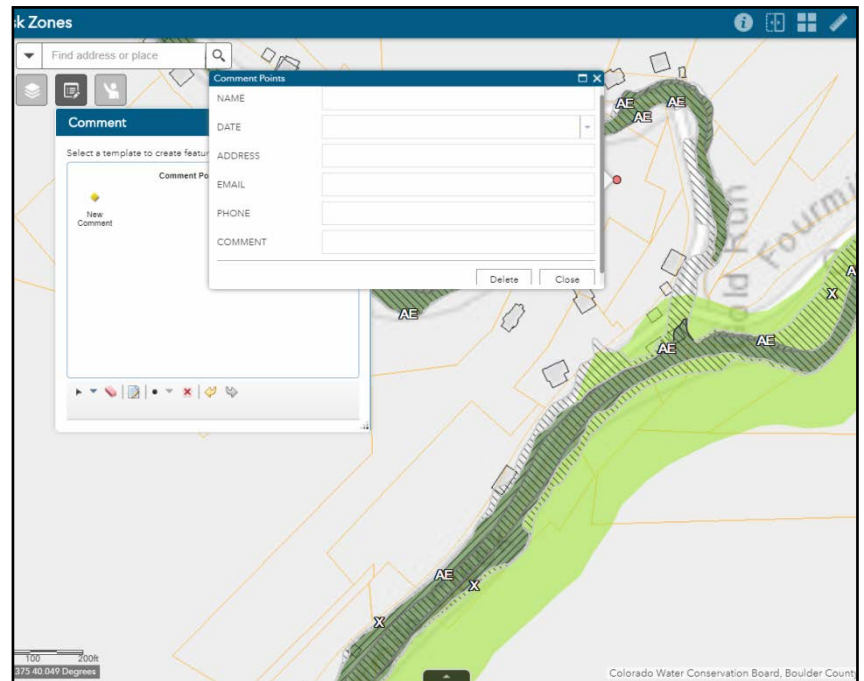 sk Zones
Find address or place
Comment Points
NAME
DATE
ADDRESS
EMAIL
PHONE
COMMENT
Delete Close
Comment
Select a template to create featur
Comment Po
New
Comment
AE AE
AE
AE
X
AE
AE
AE
X
X
old Run
Fourmi
100 200ft
375 40.049 Degrees
Colorado Water Conservation Board, Boulder Count